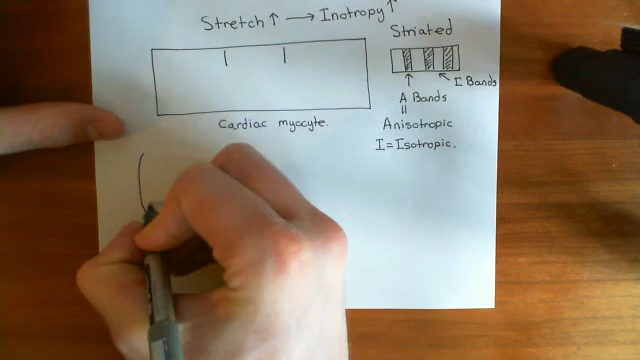 Stretch ↑ → Inotropy ↑
Striated
I Bands
A Bands
=
Anisotropic
I = Isotropic.
Cardiac myocyte.